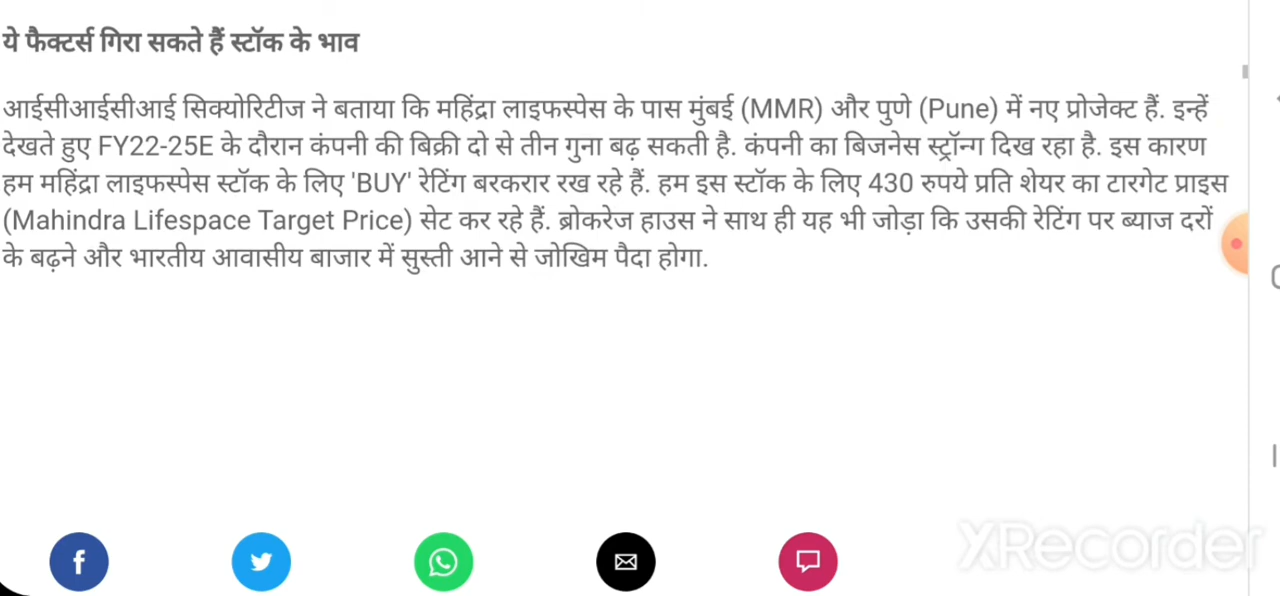 ये फैक्टर्स गिरा सकते हैं स्टॉक के भाव
आईसीआईसीआई सिक्योरिटीज ने बताया कि महिंद्रा लाइफस्पेस के पास मुंबई (MMR) और पुणे (Pune) में नए प्रोजेक्ट हैं. इन्हें
देखते हुए FY22-25E के दौरान कंपनी की बिक्री दो से तीन गुना बढ़ सकती है. कंपनी का बिजनेस स्ट्रॉन्ग दिख रहा है. इस कारण
हम महिंद्रा लाइफस्पेस स्टॉक के लिए 'BUY' रेटिंग बरकरार रख रहे हैं. हम इस स्टॉक के लिए 430 रुपये प्रति शेयर का टारगेट प्राइस
(Mahindra Lifespace Target Price) सेट कर रहे हैं. ब्रोकरेज हाउस ने साथ ही यह भी जोड़ा कि उसकी रेटिंग पर ब्याज दरों
के बढ़ने और भारतीय आवासीय बाजार में सुस्ती आने से जोखिम पैदा होगा.
XRecorder